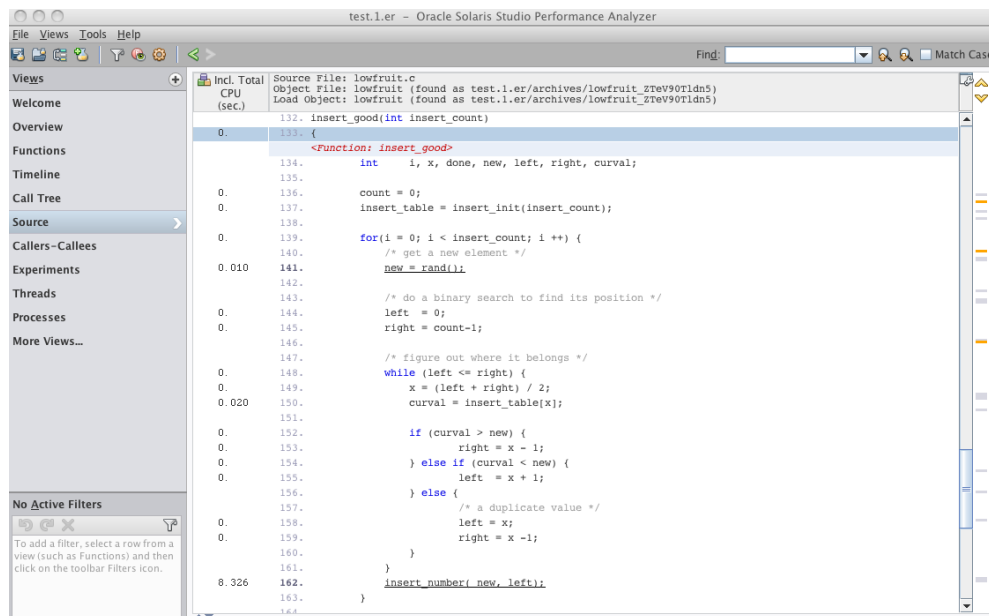 test.1.er – Oracle Solaris Studio Performance Analyzer
File Views Tools Help
Find: Match Case
Views
Welcome
Overview
Functions
Timeline
Call Tree
Source
Callers-Callees
Experiments
Threads
Processes
More Views...
No Active Filters
To add a filter, select a row from a
view (such as Functions) and then
click on the toolbar Filters icon.
Incl. Total
CPU
(sec.)
Source File: lowfruit.c
Object File: lowfruit (found as test.1.er/archives/lowfruit_ZTeV90Tldn5)
Load Object: lowfruit (found as test.1.er/archives/lowfruit_ZTeV90Tldn5)
132. insert_good(int insert_count)
0. 133. {
<Function: insert_good>
134. int i, x, done, new, left, right, curval;
135.
0. 136. count = 0;
0. 137. insert_table = insert_init(insert_count);
138.
0. 139. for(i = 0; i < insert_count; i ++) {
140. /* get a new element */
0.010 141. new = rand();
142.
143. /* do a binary search to find its position */
0. 144. left = 0;
0. 145. right = count-1;
146.
147. /* figure out where it belongs */
0. 148. while (left <= right) {
0. 149. x = (left + right) / 2;
0.020 150. curval = insert_table[x];
151.
0. 152. if (curval > new) {
0. 153. right = x - 1;
0. 154. } else if (curval < new) {
0. 155. left = x + 1;
156. } else {
157. /* a duplicate value */
0. 158. left = x;
0. 159. right = x -1;
160. }
161. }
8.326 162. insert_number( new, left);
163. }
164